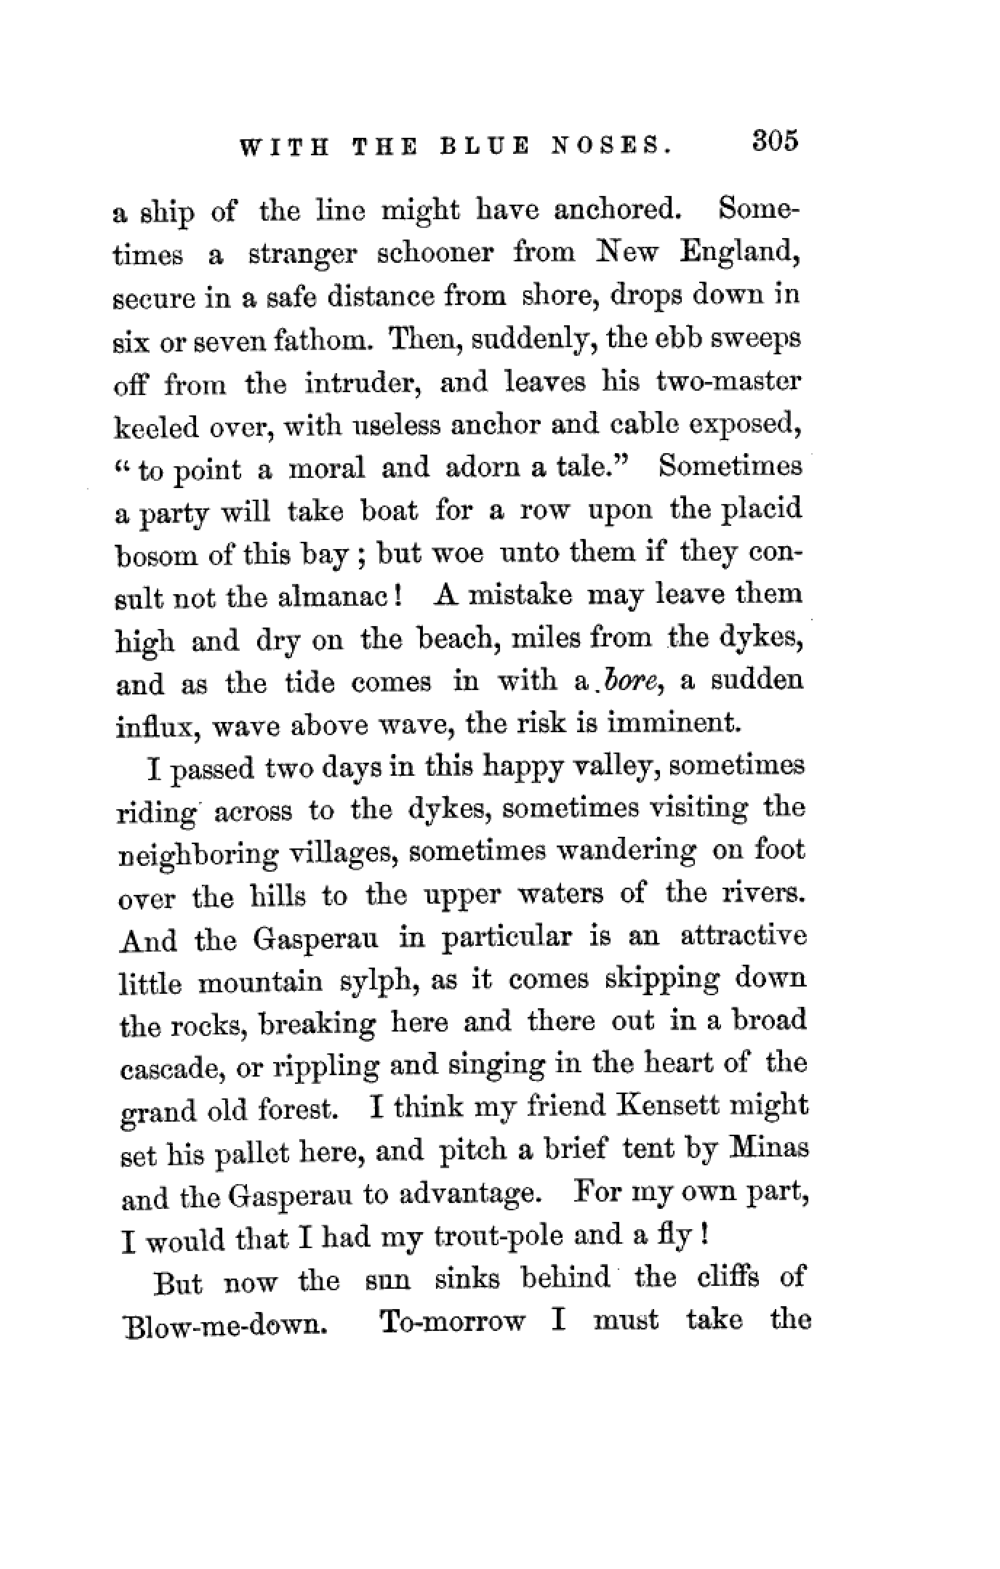 WITH THE BLUE NOSES. 305
a ship of the line might have anchored. Some-
times a stranger schooner from New England,
secure in a safe distance from shore, drops down in
six or seven fathom. Then, suddenly, the ebb sweeps
off from the intruder, and leaves his two-master
keeled over, with useless anchor and cable exposed,
“to point a moral and adorn a tale.” Sometimes
a party will take boat for a row upon the placid
bosom of this bay; but woe unto them if they con-
sult not the almanac! A mistake may leave them
high and dry on the beach, miles from the dykes,
and as the tide comes in with a bore, a sudden
influx, wave above wave, the risk is imminent.
I passed two days in this happy valley, sometimes
riding across to the dykes, sometimes visiting the
neighboring villages, sometimes wandering on foot
over the hills to the upper waters of the rivers.
And the Gasperau in particular is an attractive
little mountain sylph, as it comes skipping down
the rocks, breaking here and there out in a broad
cascade, or rippling and singing in the heart of the
grand old forest. I think my friend Kensett might
set his pallet here, and pitch a brief tent by Minas
and the Gasperau to advantage. For my own part,
I would that I had my trout-pole and a fly!
But now the sun sinks behind the cliffs of
Blow-me-down. To-morrow I must take the